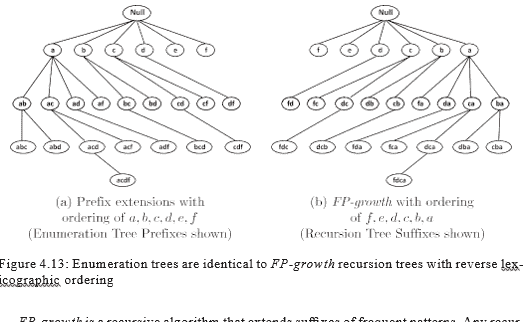 Null
a b c d e f
ab ac ad af bc bd cd cf df
abc abd acd acf adf bcd cdf
acdf
(a) Prefix extensions with
ordering of a, b, c, d, e, f
(Enumeration Tree Prefixes shown)
Null
f e d c b a
fd fc dc db cb fa da ca ba
fdc dcb fda fca dca dba cba
fdca
(b) FP-growth with ordering
of f, e, d, c, b, a
(Recursion Tree Suffixes shown)
Figure 4.13: Enumeration trees are identical to FP-growth recursion trees with reverse lex-
icographic ordering
FP-growth is a recursive algorithm that extends suffixes of frequent patterns. Any recur